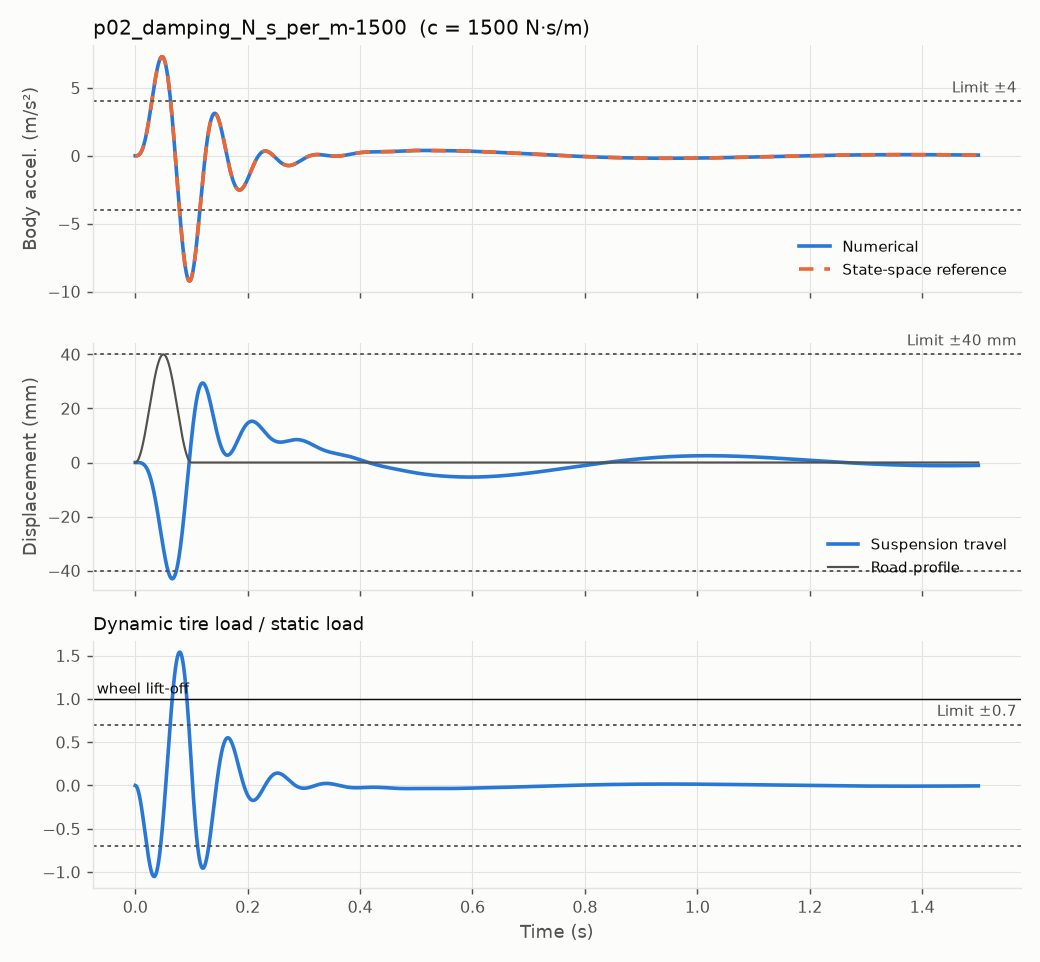 p02_damping_N_s_per_m-1500  (c = 1500 N·s/m)
Body accel. (m/s²)
5
0
−5
−10
Limit ±4
Numerical
State-space reference
Displacement (mm)
40
20
0
−20
−40
Limit ±40 mm
Suspension travel
Road profile
Dynamic tire load / static load
1.5
1.0
0.5
0.0
−0.5
−1.0
wheel lift-off
Limit ±0.7
0.0 0.2 0.4 0.6 0.8 1.0 1.2 1.4
Time (s)